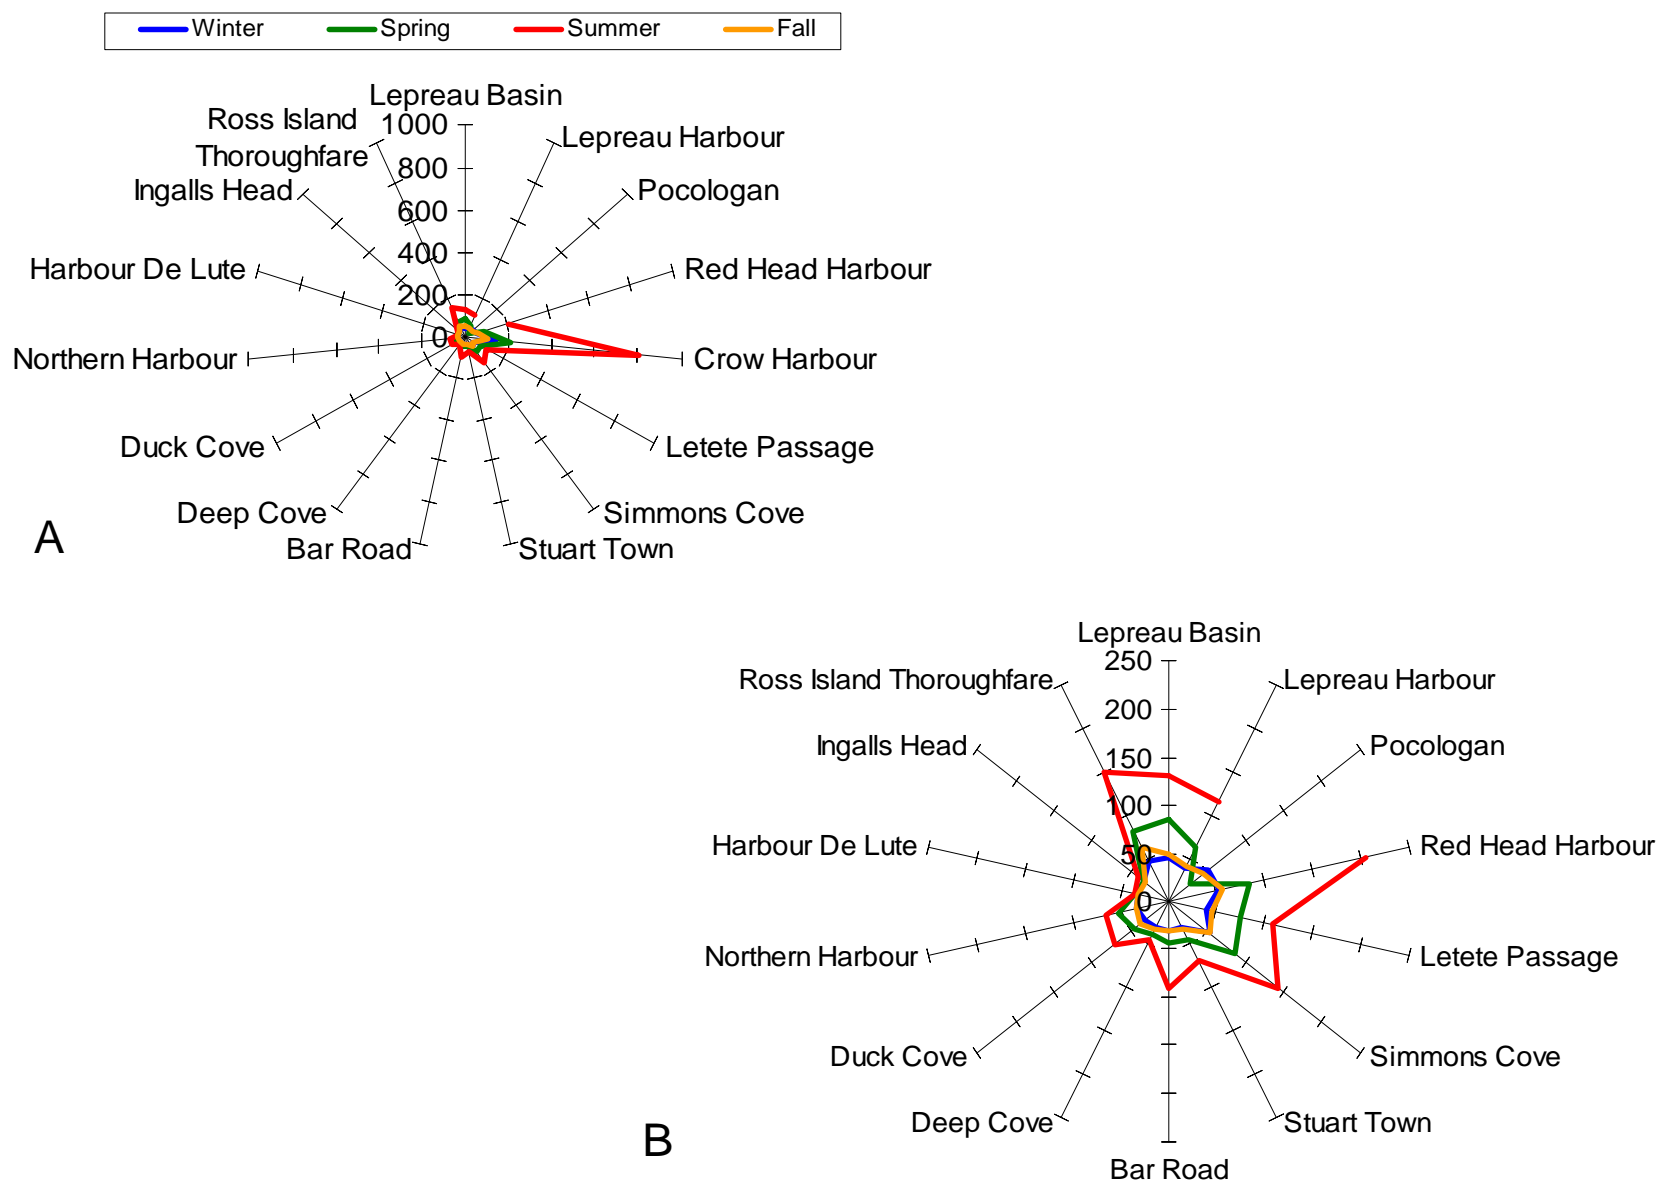 Winter Spring Summer Fall
Lepreau Basin
Ross Island
Thoroughfare
1000
Lepreau Harbour
800
Ingalls Head
Pocologan
600
400
Harbour De Lute
Red Head Harbour
200
0
Northern Harbour
Crow Harbour
Duck Cove
Letete Passage
Deep Cove
Simmons Cove
Bar Road
Stuart Town
A
Lepreau Basin
250
Ross Island Thoroughfare
Lepreau Harbour
200
Ingalls Head
Pocologan
150
100
Harbour De Lute
Red Head Harbour
50
0
Northern Harbour
Letete Passage
Duck Cove
Simmons Cove
Deep Cove
Stuart Town
B
Bar Road